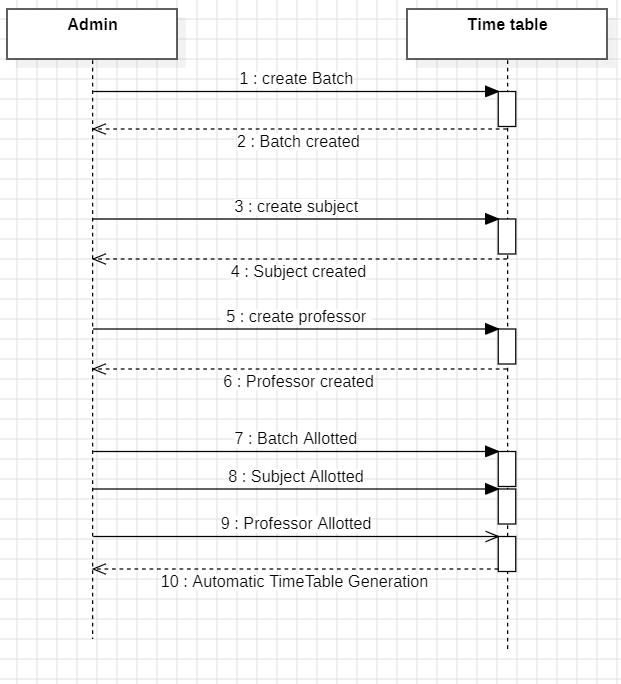 Admin
Time table
1 : create Batch
2 : Batch created
3 : create subject
4 : Subject created
5 : create professor
6 : Professor created
7 : Batch Allotted
8 : Subject Allotted
9 : Professor Allotted
10 : Automatic TimeTable Generation